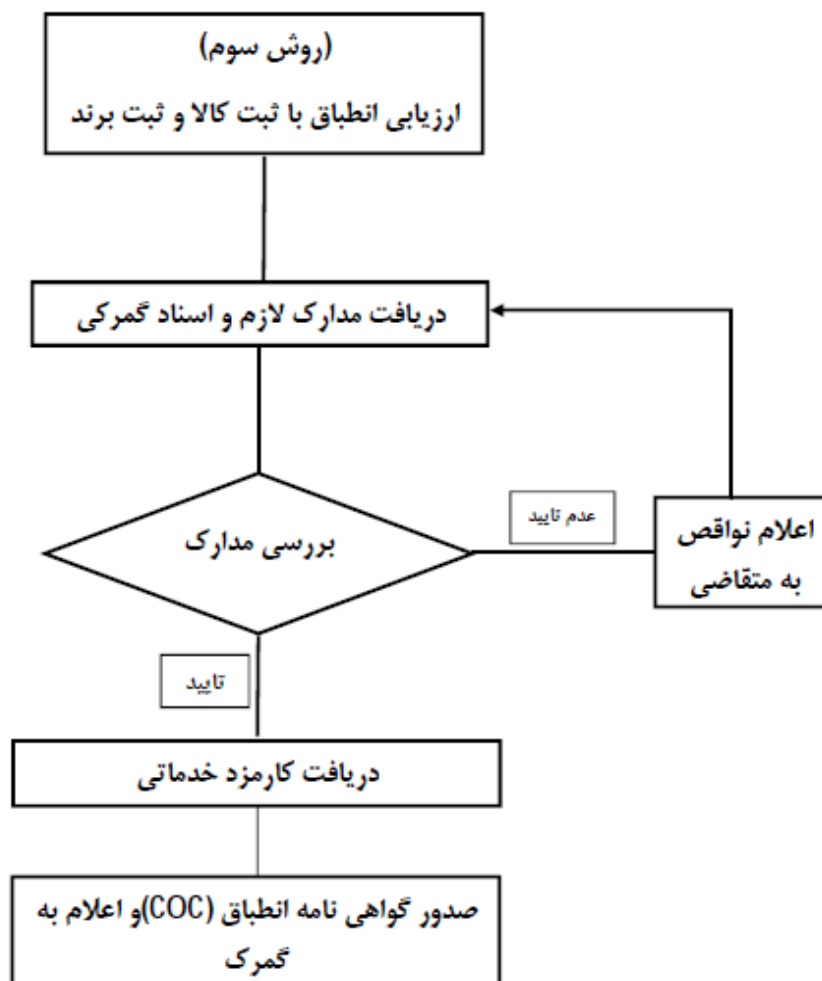 (روش سوم)
ارزیابی انطباق با ثبت کالا و ثبت برند
دریافت مدارک لازم و اسناد گمرکی
بررسی مدارک
عدم تایید
اعلام نواقص
به متقاضی
تایید
دریافت کارمزد خدماتی
صدور گواهی نامه انطباق (COC)و اعلام به
گمرک